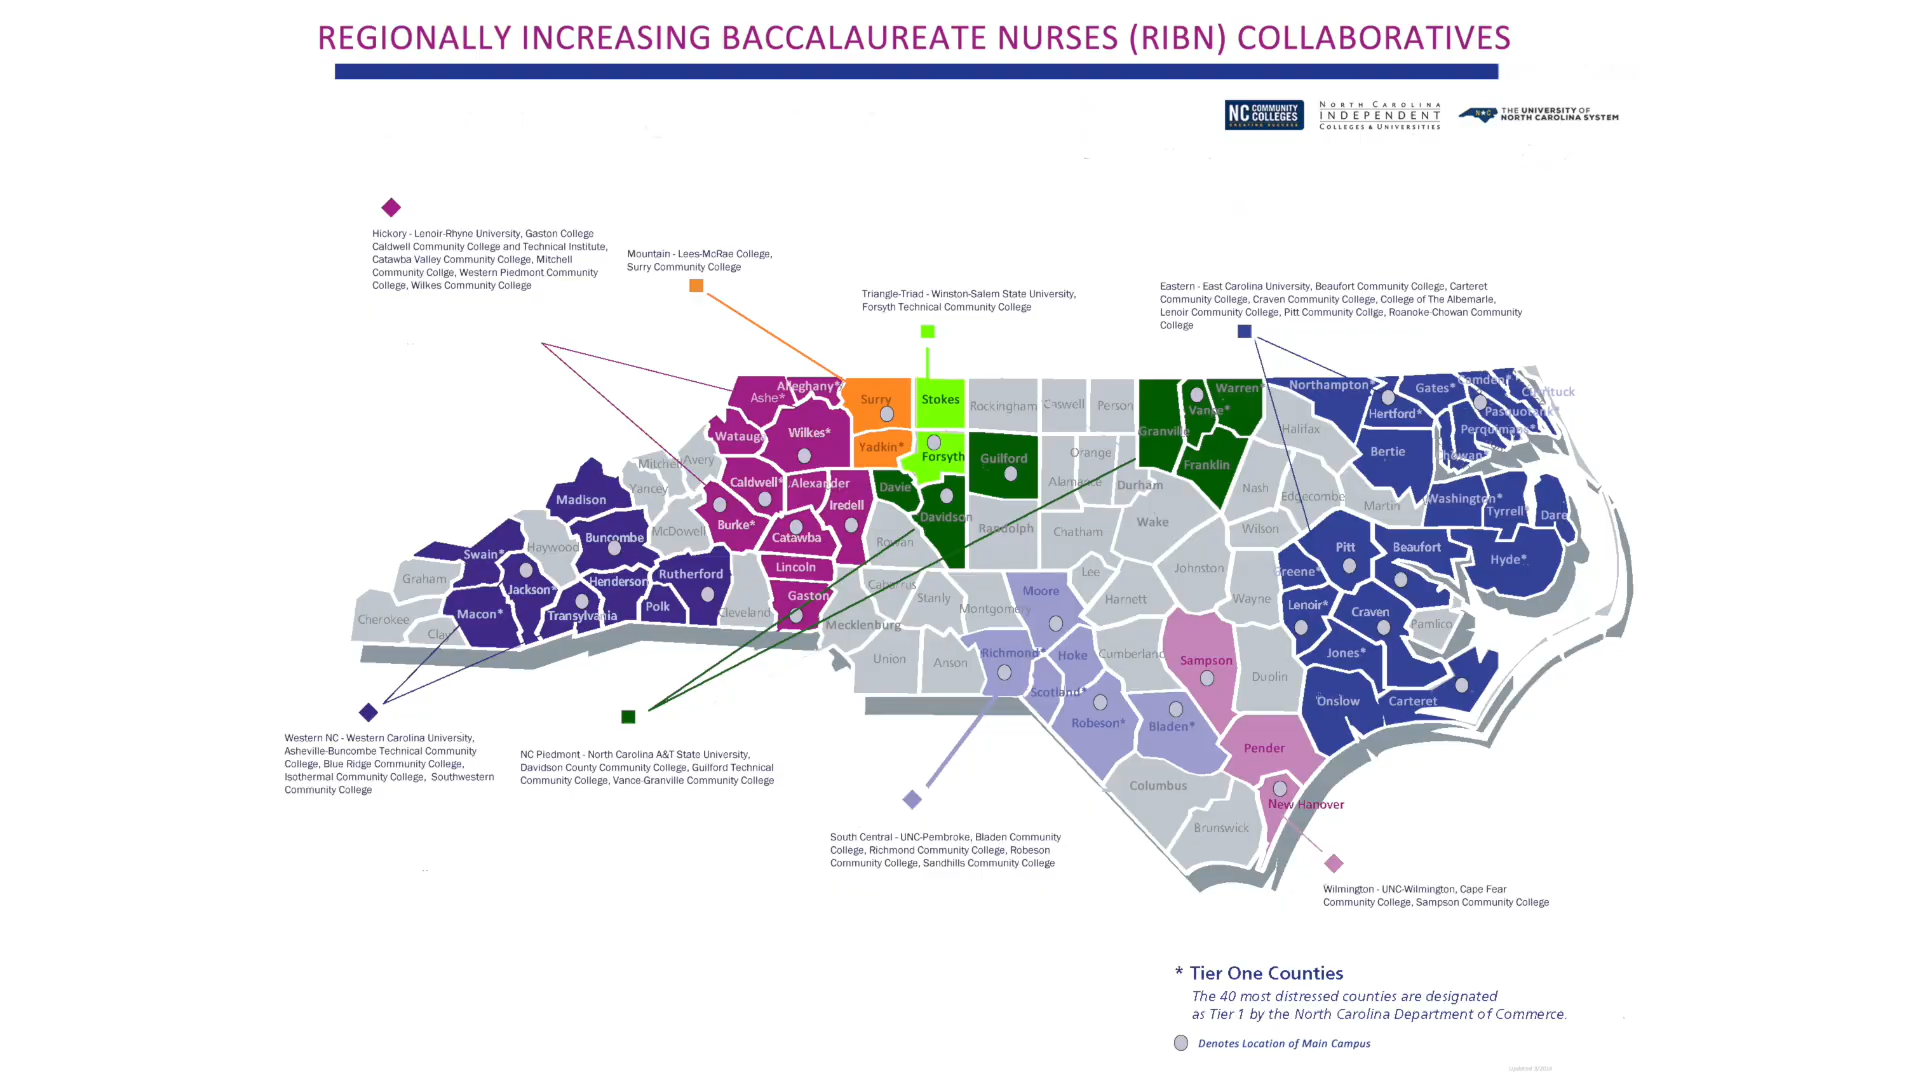 REGIONALLY INCREASING BACCALAUREATE NURSES (RIBN) COLLABORATIVES
NC COMMUNITY COLLEGES
CREATING SUCCESS
NORTH CAROLINA
INDEPENDENT
COLLEGES & UNIVERSITIES
THE UNIVERSITY OF
NORTH CAROLINA SYSTEM
Hickory - Lenoir-Rhyne University, Gaston College
Caldwell Community College and Technical Institute,
Catawba Valley Community College, Mitchell
Community Collge, Western Piedmont Community
College, Wilkes Community College
Mountain - Lees-McRae College,
Surry Community College
Triangle-Triad - Winston-Salem State University,
Forsyth Technical Community College
Eastern - East Carolina University, Beaufort Community College, Carteret
Community College, Craven Community College, College of The Albemarle,
Lenoir Community College, Pitt Community Collge, Roanoke-Chowan Community
College
Alleghany*
Ashe*
Surry
Stokes
Rockingham
Caswell
Person
Granville
Vance*
Warren*
Northampton*
Gates*
Camden*
Currituck
Pasquotank*
Hertford*
Perquimans*
Chowan*
Bertie
Halifax
Watauga
Wilkes*
Yadkin*
Forsyth
Guilford
Orange
Alamance
Durham
Franklin
Nash
Edgecombe
Martin
Washington*
Tyrrell*
Dare
Mitchell
Avery
Yancey
Caldwell*
Alexander
Davie
Iredell
Davidson
Randolph
Chatham
Wake
Wilson
Madison
Buncombe
McDowell
Burke*
Catawba
Rowan
Pitt
Beaufort
Hyde*
Swain*
Haywood
Graham
Jackson*
Henderson
Rutherford
Lincoln
Gaston
Cabarrus
Stanly
Montgomery
Moore
Lee
Harnett
Johnston
Wayne
Greene*
Lenoir*
Craven
Pamlico
Cherokee
Clay
Macon*
Transylvania
Polk
Cleveland
Mecklenburg
Union
Anson
Richmond*
Hoke
Cumberland
Sampson
Duplin
Jones*
Onslow
Carteret
Scotland*
Robeson*
Bladen*
Pender
Columbus
New Hanover
Brunswick
Western NC - Western Carolina University,
Asheville-Buncombe Technical Community
College, Blue Ridge Community College,
Isothermal Community College, Southwestern
Community College
NC Piedmont - North Carolina A&T State University,
Davidson County Community College, Guilford Technical
Community College, Vance-Granville Community College
South Central - UNC-Pembroke, Bladen Community
College, Richmond Community College, Robeson
Community College, Sandhills Community College
Wilmington - UNC-Wilmington, Cape Fear
Community College, Sampson Community College
* Tier One Counties
The 40 most distressed counties are designated
as Tier 1 by the North Carolina Department of Commerce.
Denotes Location of Main Campus